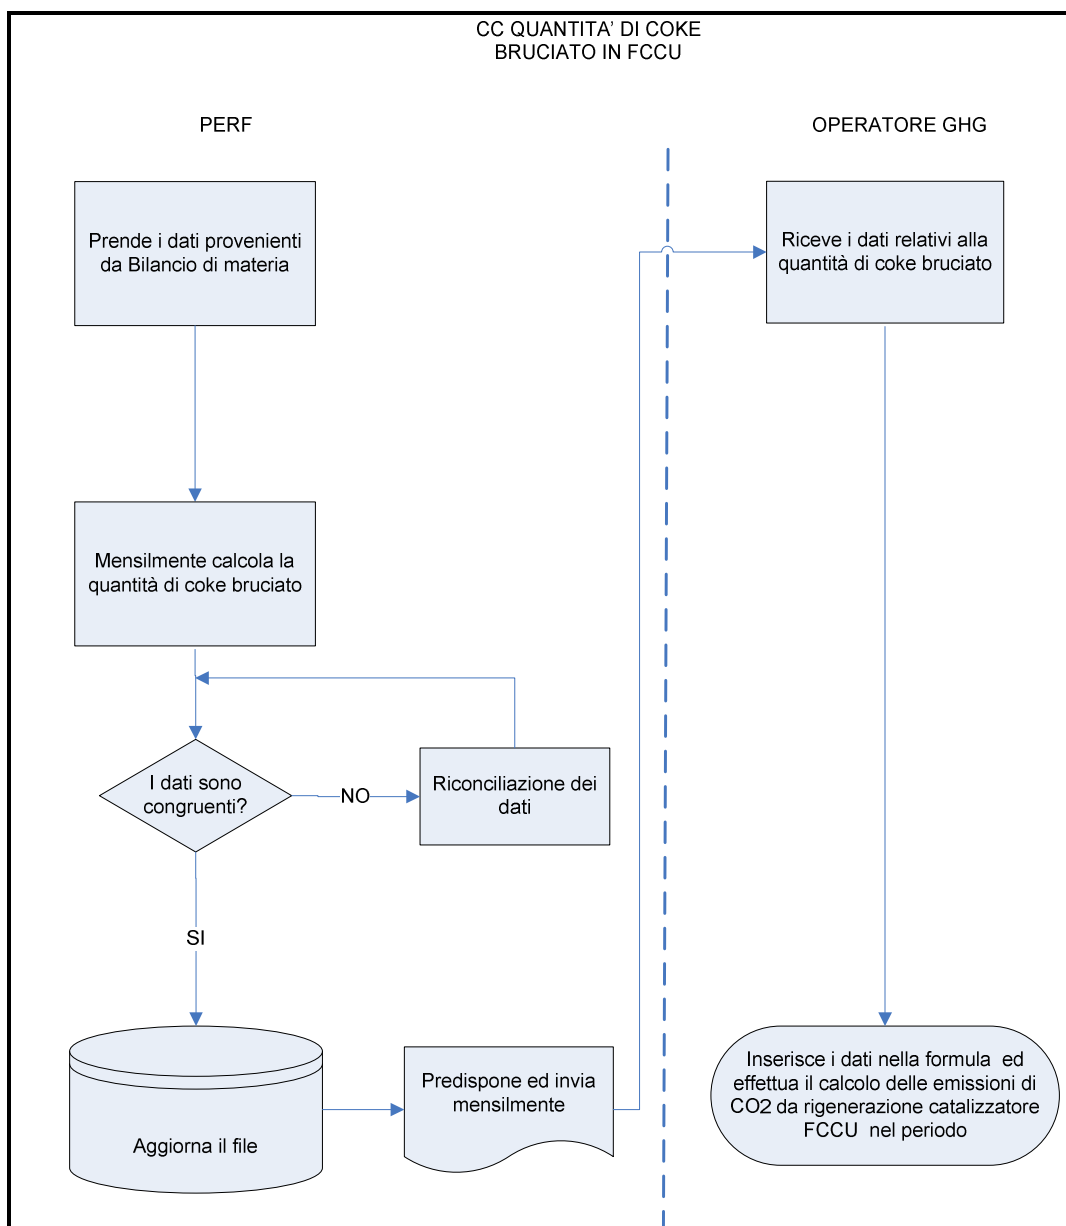 CC QUANTITA' DI COKE
BRUCIATO IN FCCU
PERF
OPERATORE GHG
Prende i dati provenienti
da Bilancio di materia
Riceve i dati relativi alla
quantità di coke bruciato
Mensilmente calcola la
quantità di coke bruciato
I dati sono
congruenti?
NO
Riconciliazione dei
dati
SI
Aggiorna il file
Predispone ed invia
mensilmente
Inserisce i dati nella formula ed
effettua il calcolo delle emissioni di
CO2 da rigenerazione catalizzatore
FCCU nel periodo